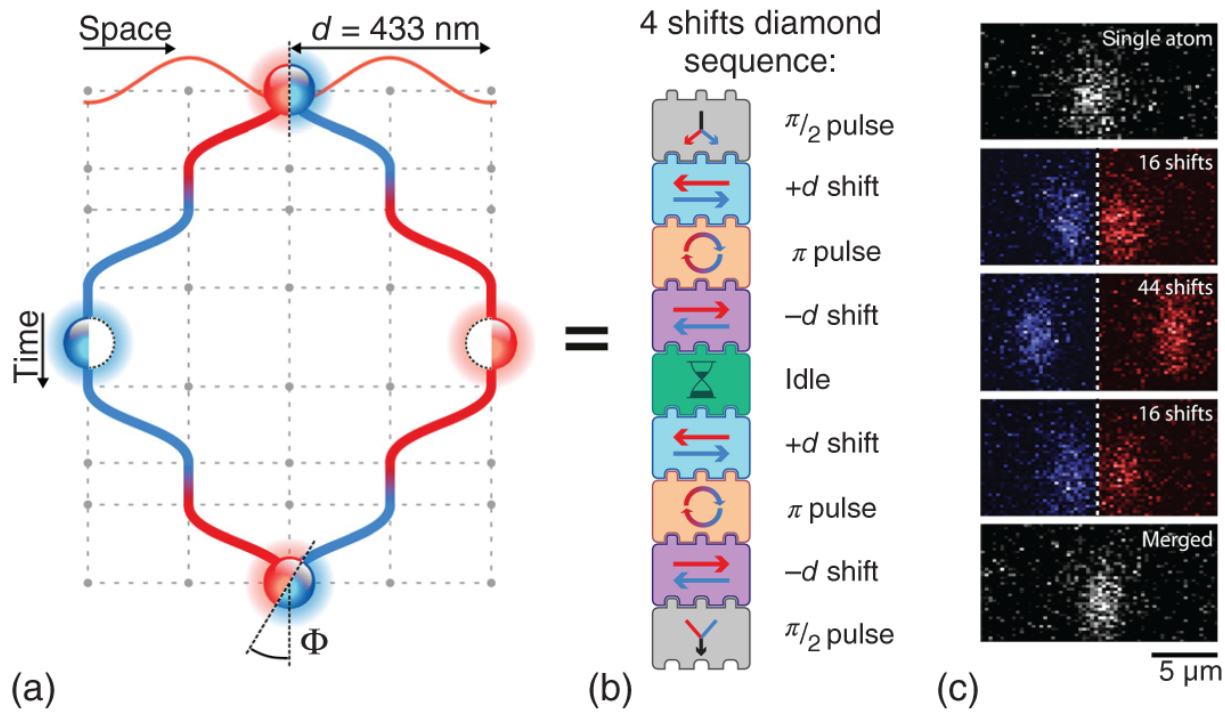 Space
d = 433 nm
Time
Φ
(a)
=
4 shifts diamond
sequence:
π/2 pulse
+d shift
π pulse
−d shift
Idle
+d shift
π pulse
−d shift
π/2 pulse
(b)
Single atom
16 shifts
44 shifts
16 shifts
Merged
5 μm
(c)